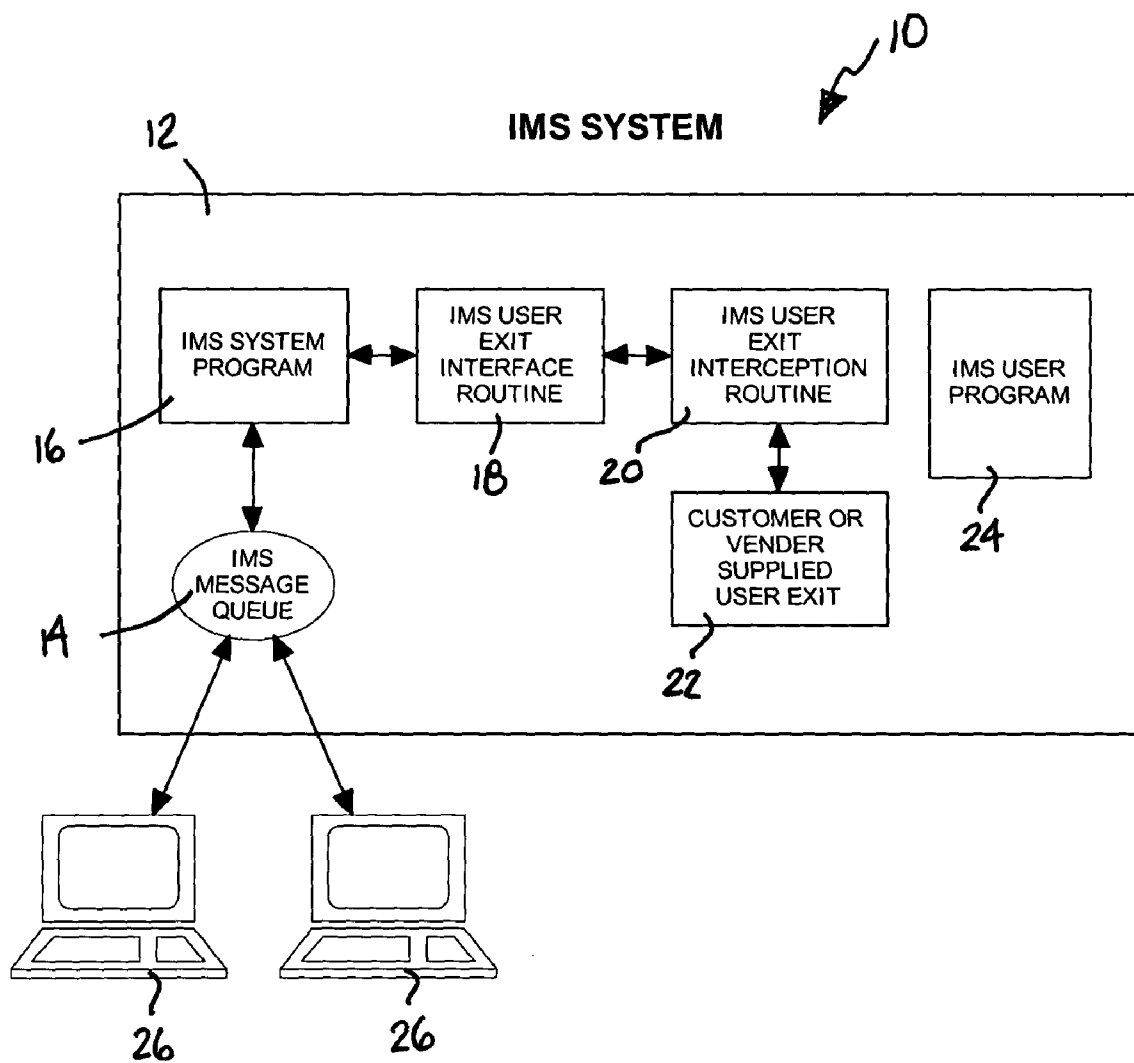 10
IMS SYSTEM
12
IMS SYSTEM
PROGRAM
IMS USER
EXIT
INTERFACE
ROUTINE
IMS USER
EXIT
INTERCEPTION
ROUTINE
IMS USER
PROGRAM
16
18
20
24
IMS
MESSAGE
QUEUE
CUSTOMER OR
VENDER
SUPPLIED
USER EXIT
14
22
26
26